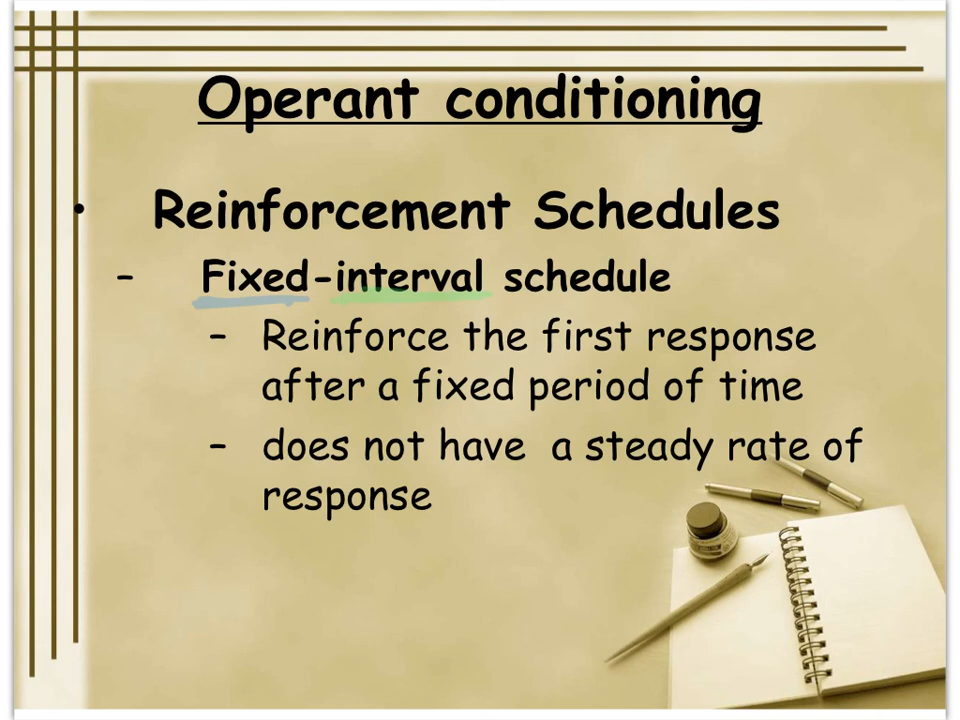 Operant conditioning
• Reinforcement Schedules
– Fixed-interval schedule
– Reinforce the first response
after a fixed period of time
– does not have a steady rate of
response